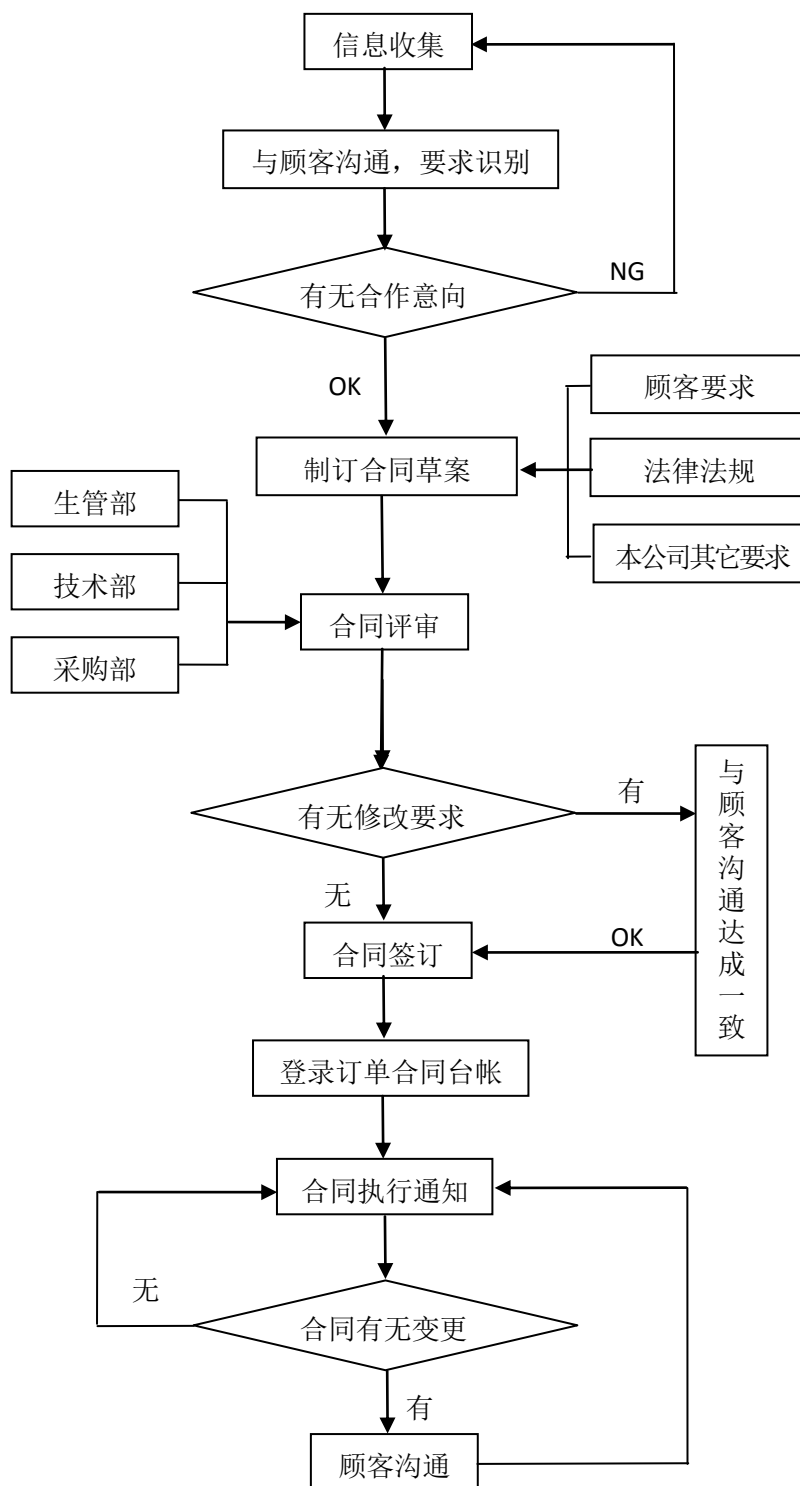 信息收集
与顾客沟通，要求识别
有无合作意向
NG
OK
顾客要求
制订合同草案
法律法规
生管部
本公司其它要求
技术部
合同评审
采购部
有无修改要求
有
与顾客沟通达成一致
无
合同签订
OK
登录订单合同台帐
合同执行通知
无
合同有无变更
有
顾客沟通